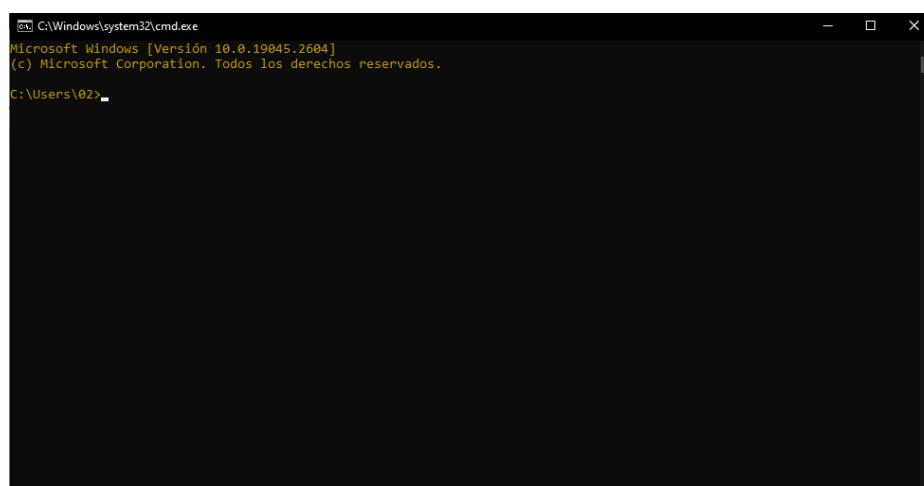 C:\Windows\system32\cmd.exe
Microsoft Windows [Versión 10.0.19045.2604]
(c) Microsoft Corporation. Todos los derechos reservados.
C:\Users\02>